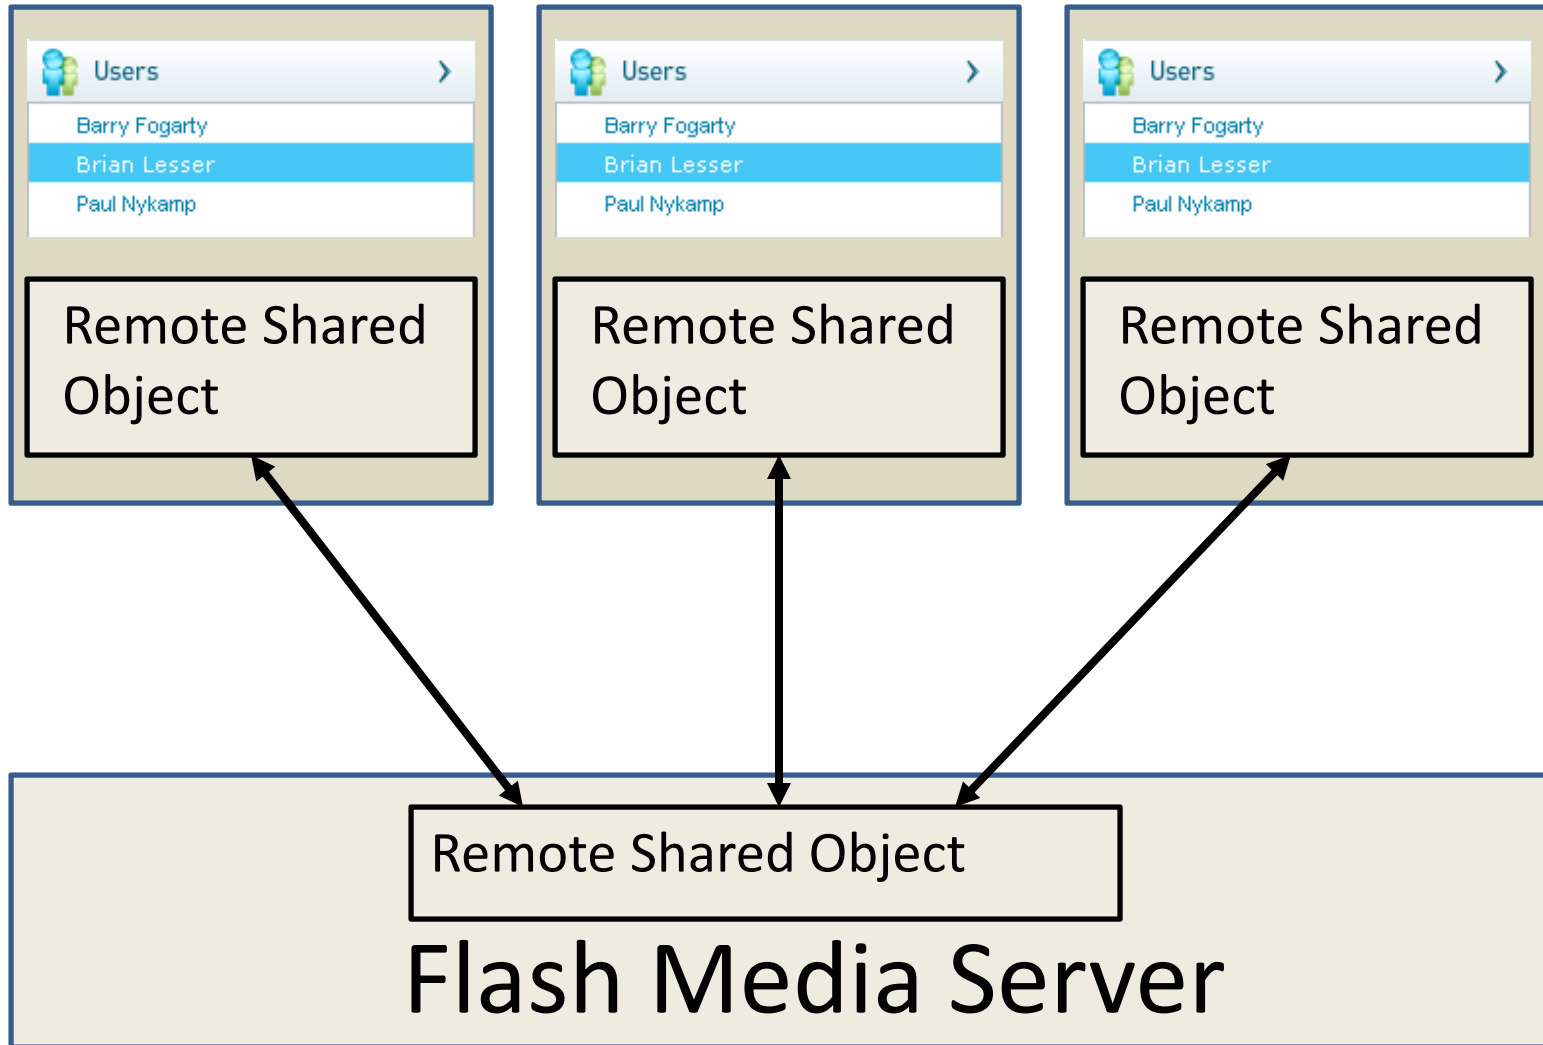 Users
Barry Fogarty
Brian Lesser
Paul Nykamp
Remote Shared
Object
Users
Barry Fogarty
Brian Lesser
Paul Nykamp
Remote Shared
Object
Users
Barry Fogarty
Brian Lesser
Paul Nykamp
Remote Shared
Object
Remote Shared Object
Flash Media Server